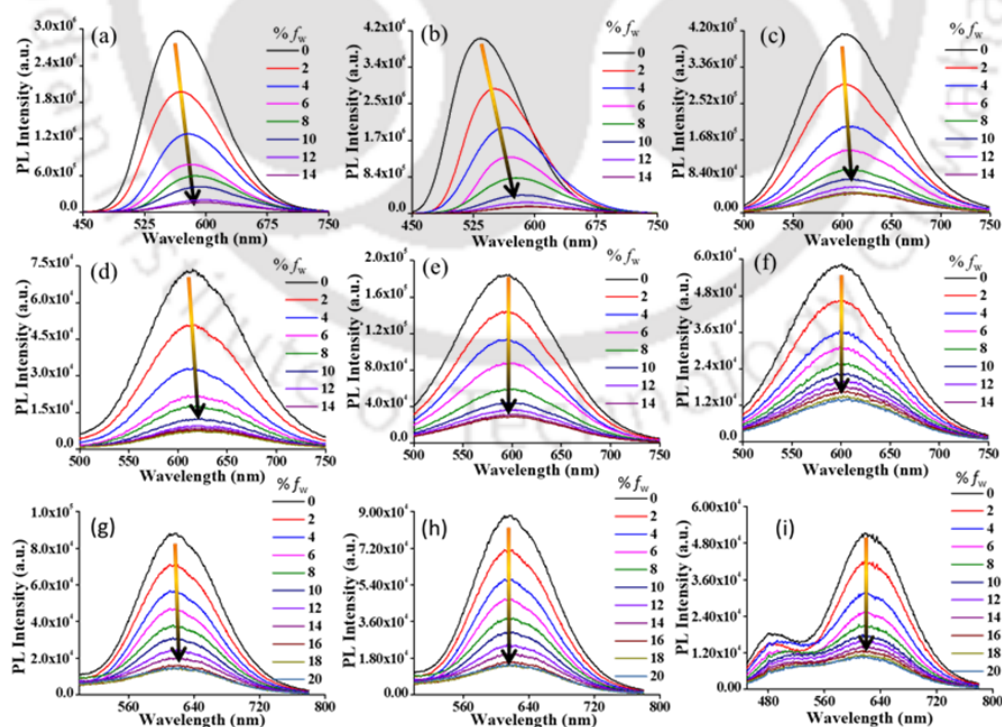 (a)
PL Intensity (a.u.)
3.0x10⁶
2.4x10⁶
1.8x10⁶
1.2x10⁶
6.0x10⁵
0.0
450 525 600 675 750
Wavelength (nm)
% fw
0
2
4
6
8
10
12
14
(b)
PL Intensity (a.u.)
4.2x10⁶
3.4x10⁶
2.5x10⁶
1.7x10⁶
8.4x10⁵
0.0
450 500 550 600 650 700 750
Wavelength (nm)
% fw
0
2
4
6
8
10
12
14
(c)
PL Intensity (a.u.)
4.20x10⁵
3.36x10⁵
2.52x10⁵
1.68x10⁵
8.40x10⁴
0.00
500 550 600 650 700 750
Wavelength (nm)
% fw
0
2
4
6
8
10
12
14
(d)
PL Intensity (a.u.)
7.5x10⁴
6.0x10⁴
4.5x10⁴
3.0x10⁴
1.5x10⁴
0.0
500 550 600 650 700 750
Wavelength (nm)
% fw
0
2
4
6
8
10
12
14
(e)
PL Intensity (a.u.)
2.0x10⁵
1.6x10⁵
1.2x10⁵
8.0x10⁴
4.0x10⁴
0.0
500 550 600 650 700 750
Wavelength (nm)
% fw
0
2
4
6
8
10
12
14
(f)
PL Intensity (a.u.)
6.0x10⁴
4.8x10⁴
3.6x10⁴
2.4x10⁴
1.2x10⁴
0.0
500 550 600 650 700 750
Wavelength (nm)
% fw
0
2
4
6
8
10
12
14
(g)
PL Intensity (a.u.)
1.0x10⁵
8.0x10⁴
6.0x10⁴
4.0x10⁴
2.0x10⁴
0.00
560 640 720 800
Wavelength (nm)
% fw
0
2
4
6
8
10
12
14
16
18
20
(h)
PL Intensity (a.u.)
9.00x10⁴
7.20x10⁴
5.40x10⁴
3.60x10⁴
1.80x10⁴
0.00
560 640 720 800
Wavelength (nm)
% fw
0
2
4
6
8
10
12
14
16
18
20
(i)
PL Intensity (a.u.)
6.00x10⁴
4.80x10⁴
3.60x10⁴
2.40x10⁴
1.20x10⁴
0.00
480 560 640 720 800
Wavelength (nm)
% fw
0
2
4
6
8
10
12
14
16
18
20
dian
stitute of Technology